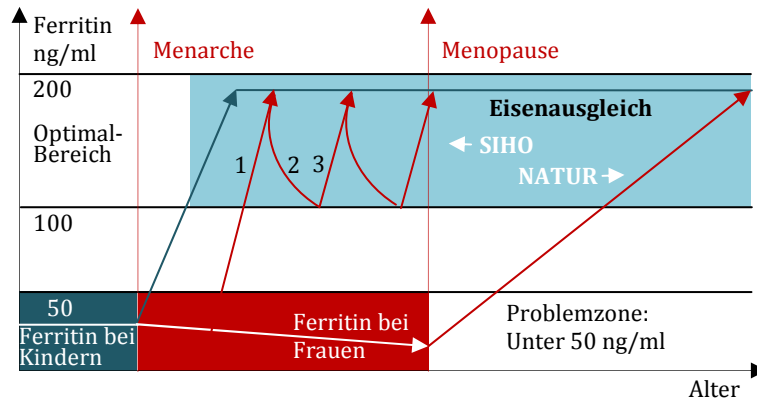 Ferritin
ng/ml
Menarche
Menopause
200
Optimal-
Bereich
Eisenausgleich
SIHO
NATUR
1
2
3
100
50
Ferritin bei
Kindern
Ferritin bei
Frauen
Problemzone:
Unter 50 ng/ml
Alter